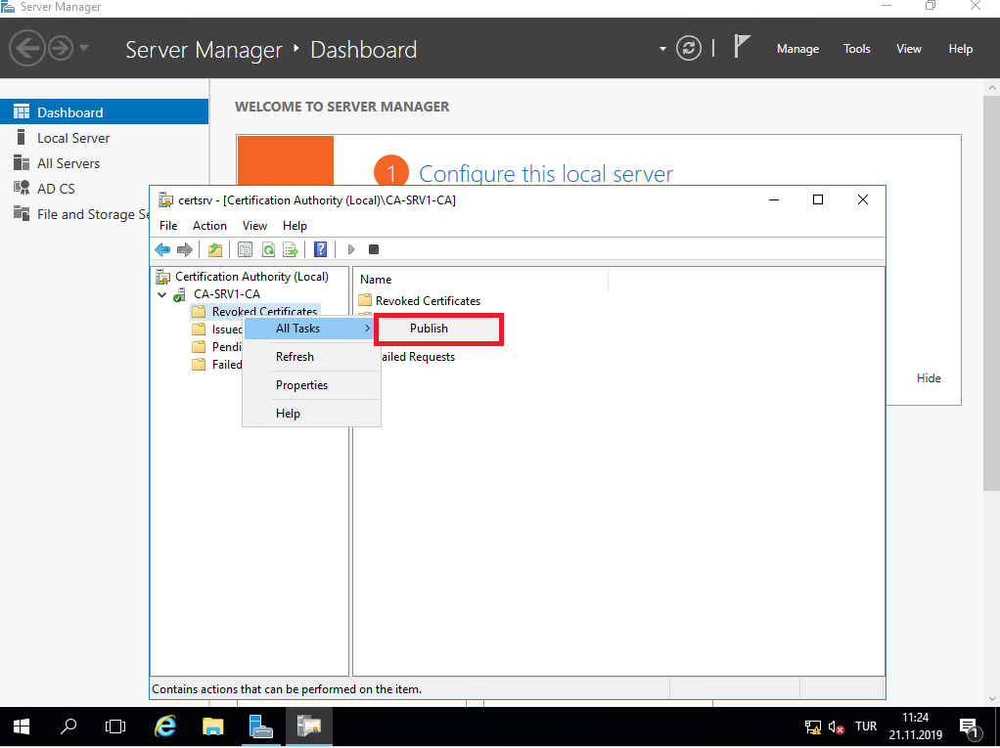 Server Manager
Server Manager • Dashboard
Manage Tools View Help
Dashboard
Local Server
All Servers
AD CS
File and Storage Se
WELCOME TO SERVER MANAGER
1 Configure this local server
certsrv - [Certification Authority (Local)\CA-SRV1-CA]
File Action View Help
Certification Authority (Local)
CA-SRV1-CA
Revoked Certificates
Issued
Pendi
Failed
All Tasks
Refresh
Properties
Help
Publish
Name
Revoked Certificates
ailed Requests
Hide
Contains actions that can be performed on the item.
TUR
11:24
21.11.2019
1